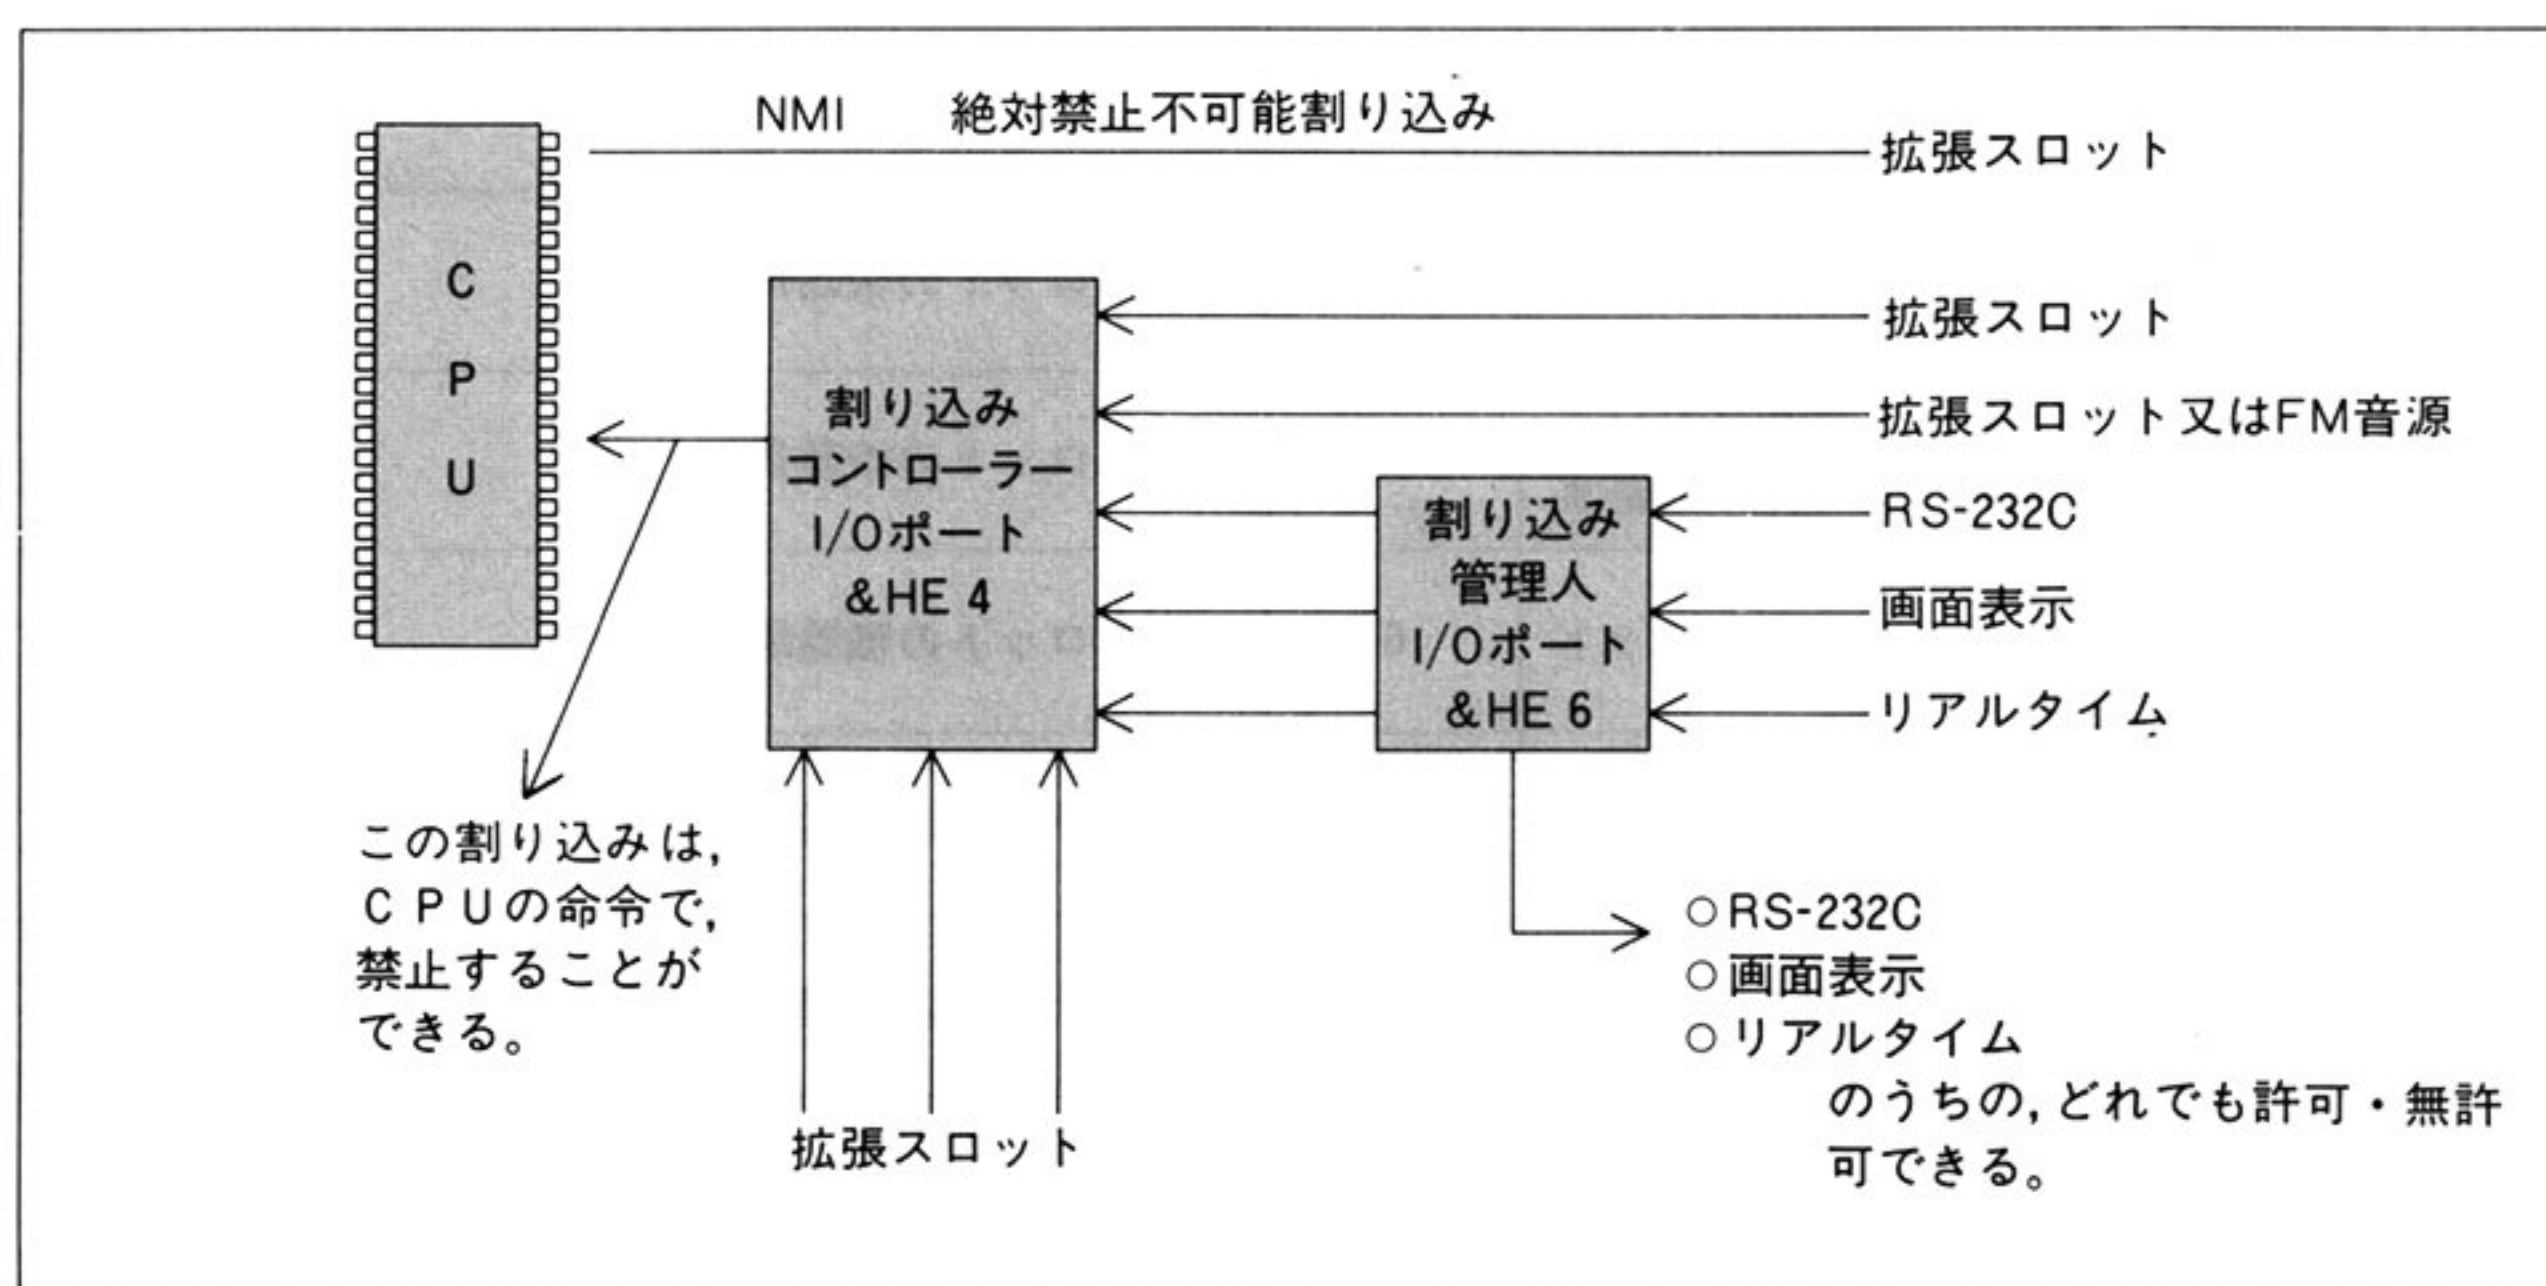 NMI 絶対禁止不可能割り込み
拡張スロット
C
P
U
拡張スロット
拡張スロット又はFM音源
割り込み
コントローラー
I/Oポート
&HE 4
割り込み
管理人
I/Oポート
&HE 6
RS-232C
画面表示
リアルタイム
この割り込みは,
CPUの命令で,
禁止することが
できる。
拡張スロット
○RS-232C
○画面表示
○リアルタイム
のうちの,どれでも許可・無許
可できる。